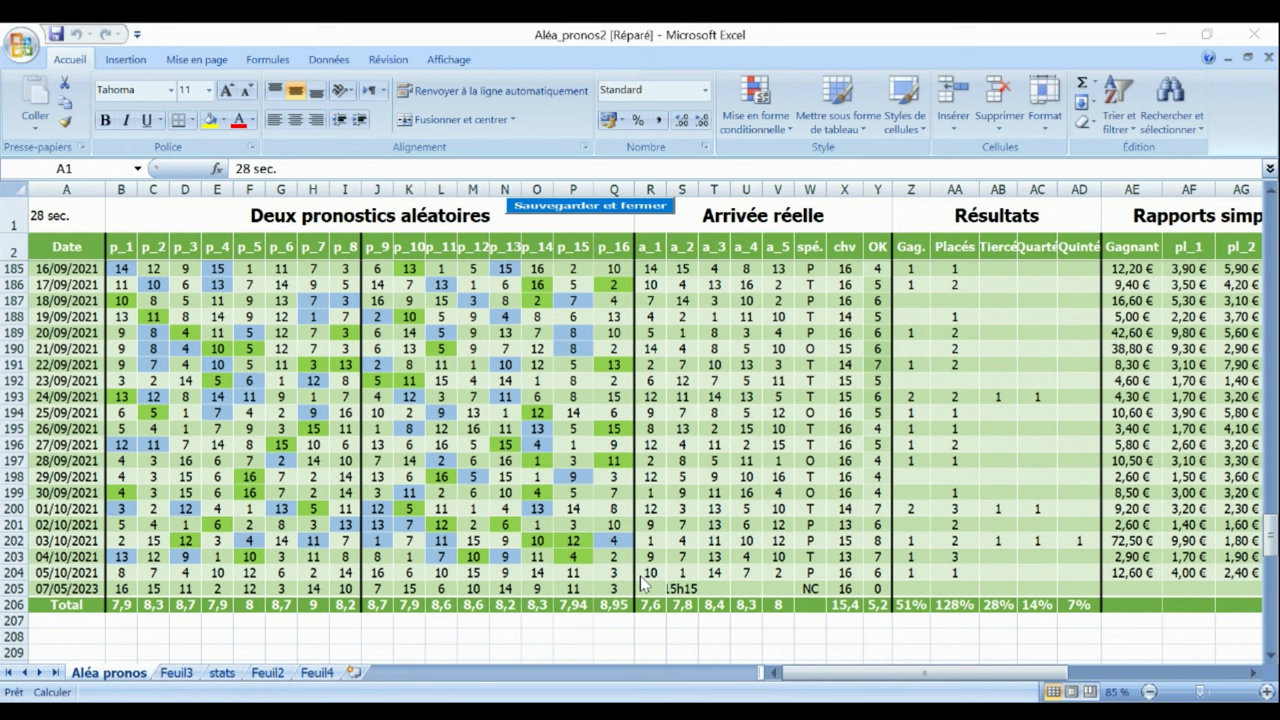 Aléa_pronos2 [Réparé] - Microsoft Excel
Accueil Insertion Mise en page Formules Données Révision Affichage
Coller
Presse-papiers
Tahoma 11
G I S
Police
Renvoyer à la ligne automatiquement
Fusionner et centrer
Alignement
Standard
% ,
Nombre
Mise en forme conditionnelle
Mettre sous forme de tableau
Styles de cellules
Style
Insérer Supprimer Format
Cellules
Trier et filtrer
Rechercher et sélectionner
Édition
A1 fx 28 sec.
A B C D E F G H I J K L M N O P Q R S T U V W X Y Z AA AB AC AD AE AF AG
1 28 sec. Deux pronostics aléatoires Sauvegarder et fermer Arrivée réelle Résultats Rapports simp
2 Date p_1 p_2 p_3 p_4 p_5 p_6 p_7 p_8 p_9 p_10 p_11 p_12 p_13 p_14 p_15 p_16 a_1 a_2 a_3 a_4 a_5 spé. chv OK Gag. Placés Tiercé Quarté Quinté Gagnant pl_1 pl_2
185 16/09/2021 14 12 9 15 1 11 7 3 6 13 1 5 15 16 2 10 14 15 4 8 13 P 16 4 1 1 12,20 € 3,90 € 5,90 €
186 17/09/2021 11 10 6 13 7 14 9 5 14 7 13 1 6 16 5 2 10 4 13 16 2 T 16 5 1 2 9,40 € 3,50 € 4,20 €
187 18/09/2021 10 8 5 11 9 13 7 3 16 9 15 3 8 2 7 4 7 14 3 10 2 P 16 6 16,60 € 5,30 € 3,10 €
188 19/09/2021 13 11 8 14 9 12 1 7 2 10 5 9 4 8 6 13 4 2 1 11 10 T 14 5 1 5,00 € 2,20 € 3,70 €
189 20/09/2021 9 8 4 11 5 12 7 3 6 14 5 9 13 7 8 10 5 1 8 3 4 P 16 6 1 2 42,60 € 9,80 € 5,60 €
190 21/09/2021 9 8 4 10 5 12 7 3 6 13 5 9 7 12 8 2 14 4 8 5 10 O 15 6 2 38,80 € 9,30 € 2,90 €
191 22/09/2021 9 7 4 10 5 11 3 13 2 8 11 1 10 12 5 13 2 7 10 13 3 T 14 7 1 2 8,30 € 3,10 € 7,90 €
192 23/09/2021 3 2 14 5 6 1 12 8 5 11 15 4 14 1 8 2 6 12 7 5 11 T 15 5 2 4,60 € 1,70 € 1,40 €
193 24/09/2021 13 12 8 14 11 9 1 7 4 12 3 7 11 6 8 15 12 11 14 13 5 T 15 6 2 2 1 1 4,30 € 1,70 € 3,20 €
194 25/09/2021 6 5 1 7 4 2 9 16 10 2 9 13 1 12 14 6 9 7 8 5 12 O 16 5 1 1 10,60 € 3,90 € 5,80 €
195 26/09/2021 5 4 1 7 9 3 15 11 1 8 12 16 11 13 6 15 8 13 2 15 10 T 16 4 1 1 3,40 € 1,70 € 4,10 €
196 27/09/2021 12 11 7 14 8 15 10 6 13 6 16 5 15 4 1 9 12 4 11 2 15 T 16 5 1 2 5,80 € 2,60 € 3,20 €
197 28/09/2021 4 3 16 6 7 2 14 10 7 14 2 6 16 1 3 11 2 8 5 11 1 O 16 4 1 1 10,50 € 3,10 € 3,30 €
198 29/09/2021 4 3 15 6 16 7 2 14 13 6 16 5 15 1 9 3 12 5 9 10 16 T 16 4 2,60 € 1,50 € 3,60 €
199 30/09/2021 4 3 15 6 16 7 2 14 3 11 2 6 10 4 5 7 1 9 11 16 4 O 16 4 1 8,50 € 3,00 € 3,20 €
200 01/10/2021 3 2 12 4 1 13 5 11 12 5 11 1 4 13 14 8 12 3 13 5 10 T 14 7 2 3 1 1 9,20 € 3,20 € 2,30 €
201 02/10/2021 5 4 1 6 2 8 3 13 13 7 12 2 6 1 3 10 9 7 13 6 12 P 13 6 2 2,60 € 1,40 € 1,60 €
202 03/10/2021 2 15 12 3 4 14 11 7 1 7 11 15 9 10 12 4 1 4 11 10 12 P 15 8 1 2 1 1 1 72,50 € 9,90 € 1,80 €
203 04/10/2021 13 12 9 1 10 3 11 8 8 1 7 10 9 11 4 2 9 7 13 4 10 T 13 7 1 3 2,90 € 1,70 € 1,90 €
204 05/10/2021 8 7 4 10 12 6 2 14 16 6 10 15 9 14 11 3 10 1 14 7 2 P 16 6 1 1 12,60 € 4,00 € 2,40 €
205 07/05/2023 16 15 11 2 12 3 14 10 7 15 6 10 14 9 11 3 15h15 NC 16 0
206 Total 7,9 8,3 8,7 7,9 8 8,7 9 8,2 8,7 7,9 8,6 8,6 8,2 8,3 7,94 8,95 7,6 7,8 8,4 8,3 8 15,4 5,2 51% 128% 28% 14% 7%
207
208
209
Aléa pronos Feuil3 stats Feuil2 Feuil4
Prêt Calculer 85 %